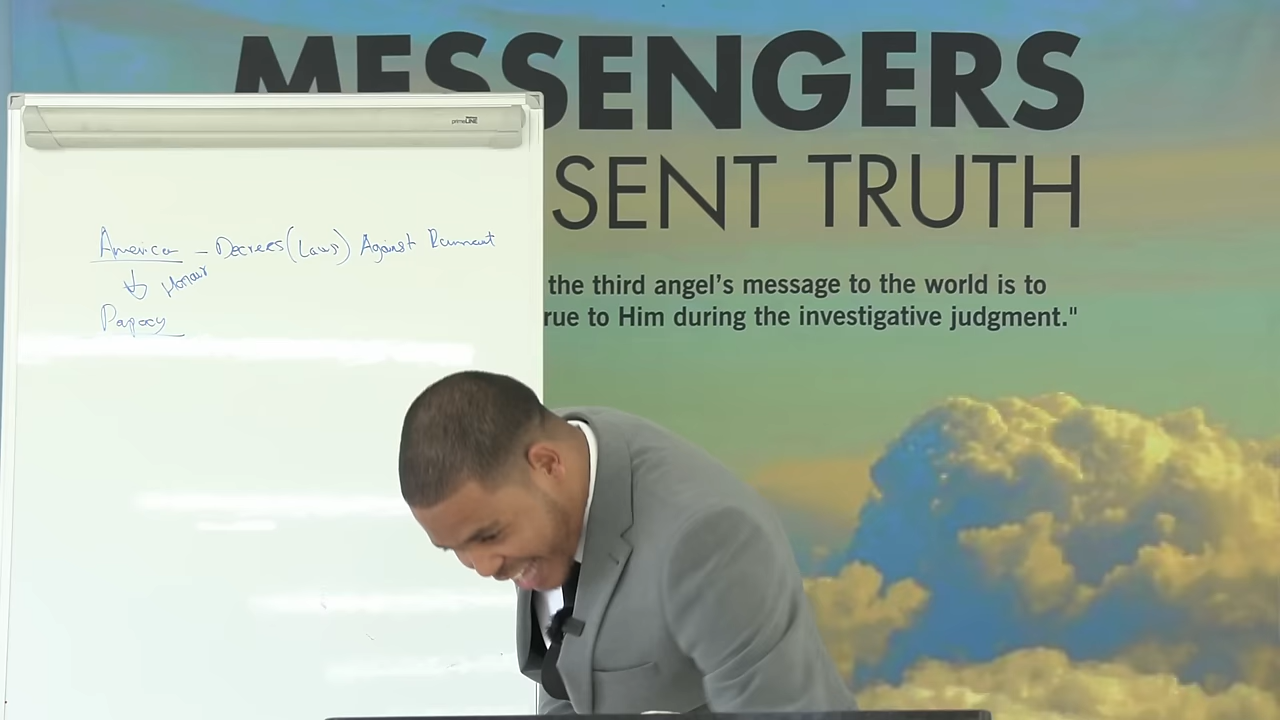 MESSENGERS
SENT TRUTH
the third angel's message to the world is to
rue to Him during the investigative judgment."
primeLINE
America – Decrees (Laws) Against Remnant
↓ Honor
Papacy